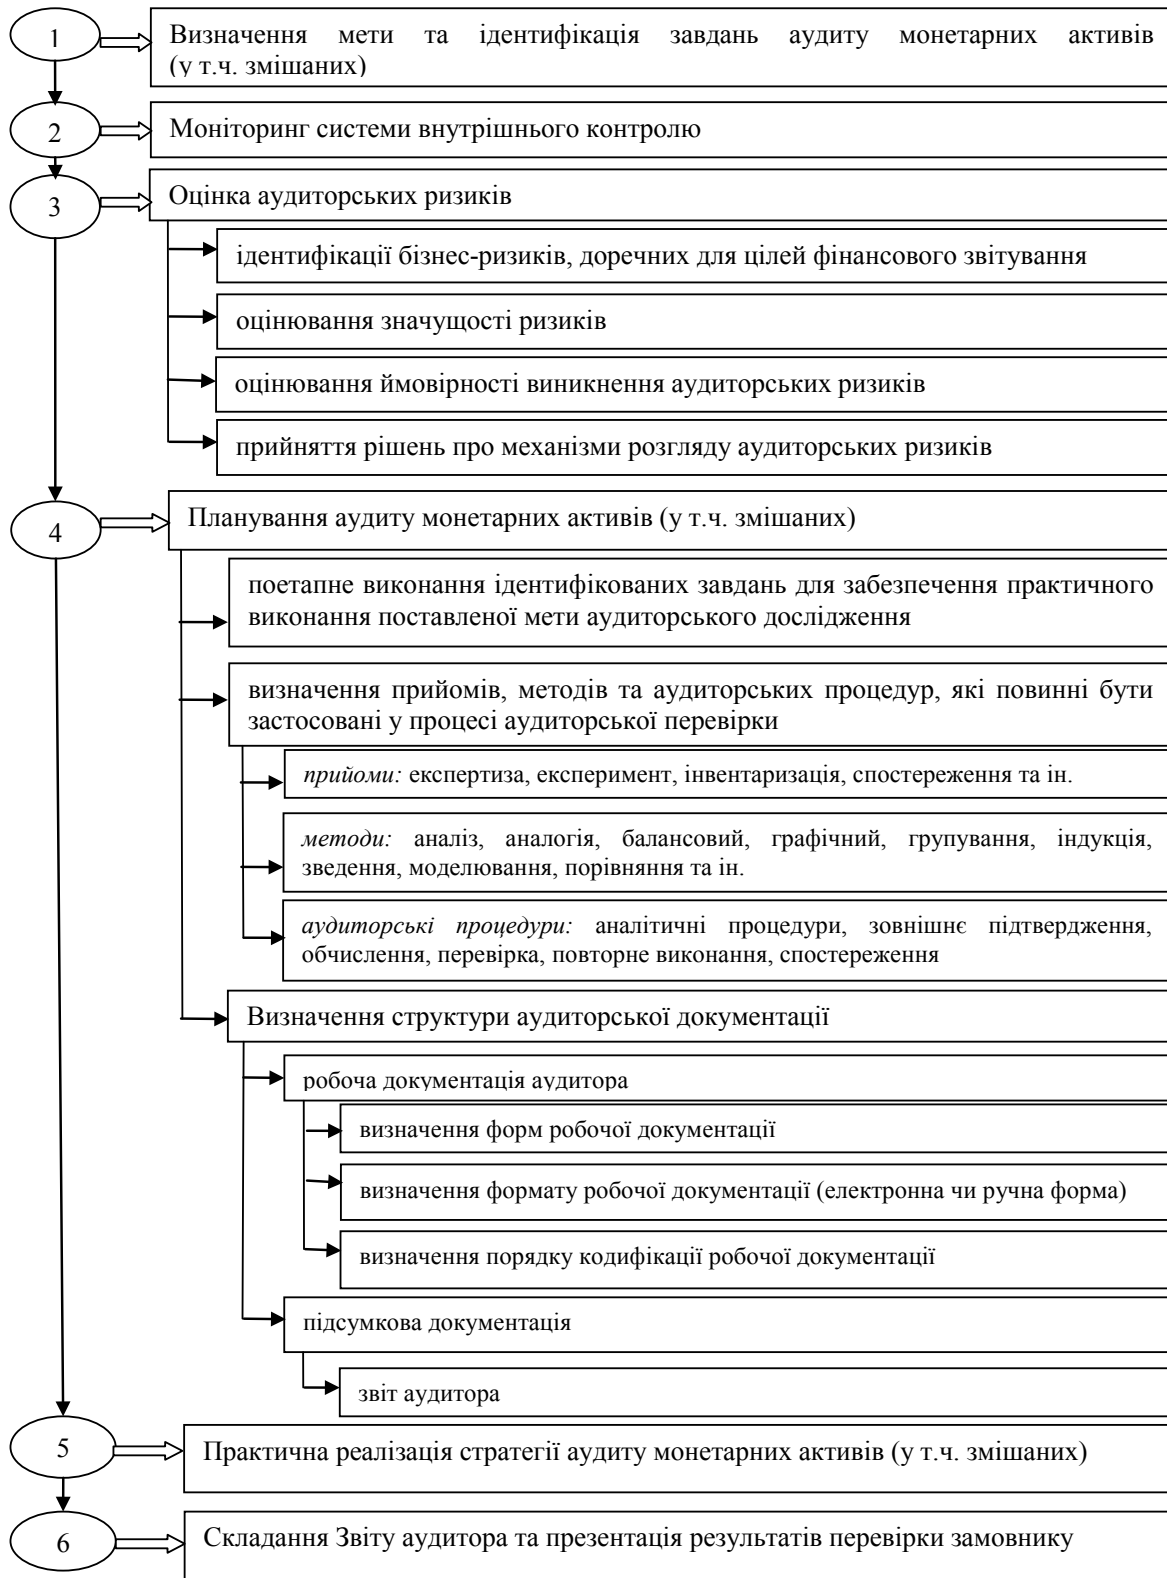 1
Визначення мети та ідентифікація завдань аудиту монетарних активів
(у т.ч. змішаних)
2
Моніторинг системи внутрішнього контролю
3
Оцінка аудиторських ризиків
ідентифікації бізнес-ризиків, доречних для цілей фінансового звітування
оцінювання значущості ризиків
оцінювання ймовірності виникнення аудиторських ризиків
прийняття рішень про механізми розгляду аудиторських ризиків
4
Планування аудиту монетарних активів (у т.ч. змішаних)
поетапне виконання ідентифікованих завдань для забезпечення практичного
виконання поставленої мети аудиторського дослідження
визначення прийомів, методів та аудиторських процедур, які повинні бути
застосовані у процесі аудиторської перевірки
прийоми: експертиза, експеримент, інвентаризація, спостереження та ін.
методи: аналіз, аналогія, балансовий, графічний, групування, індукція,
зведення, моделювання, порівняння та ін.
аудиторські процедури: аналітичні процедури, зовнішнє підтвердження,
обчислення, перевірка, повторне виконання, спостереження
Визначення структури аудиторської документації
робоча документація аудитора
визначення форм робочої документації
визначення формату робочої документації (електронна чи ручна форма)
визначення порядку кодифікації робочої документації
підсумкова документація
звіт аудитора
5
Практична реалізація стратегії аудиту монетарних активів (у т.ч. змішаних)
6
Складання Звіту аудитора та презентація результатів перевірки замовнику